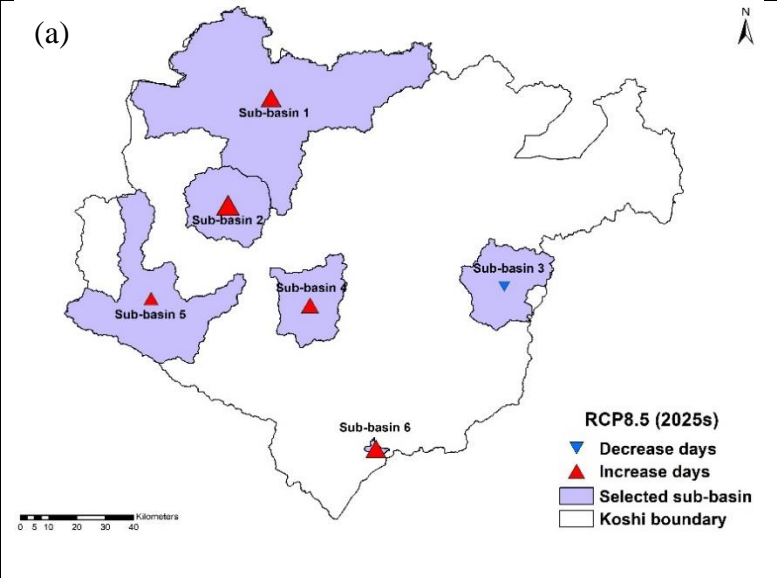 (a)
N
Sub-basin 1
Sub-basin 2
Sub-basin 3
Sub-basin 4
Sub-basin 5
Sub-basin 6
RCP8.5 (2025s)
Decrease days
Increase days
Selected sub-basin
Koshi boundary
Kilometers
0 5 10 20 30 40